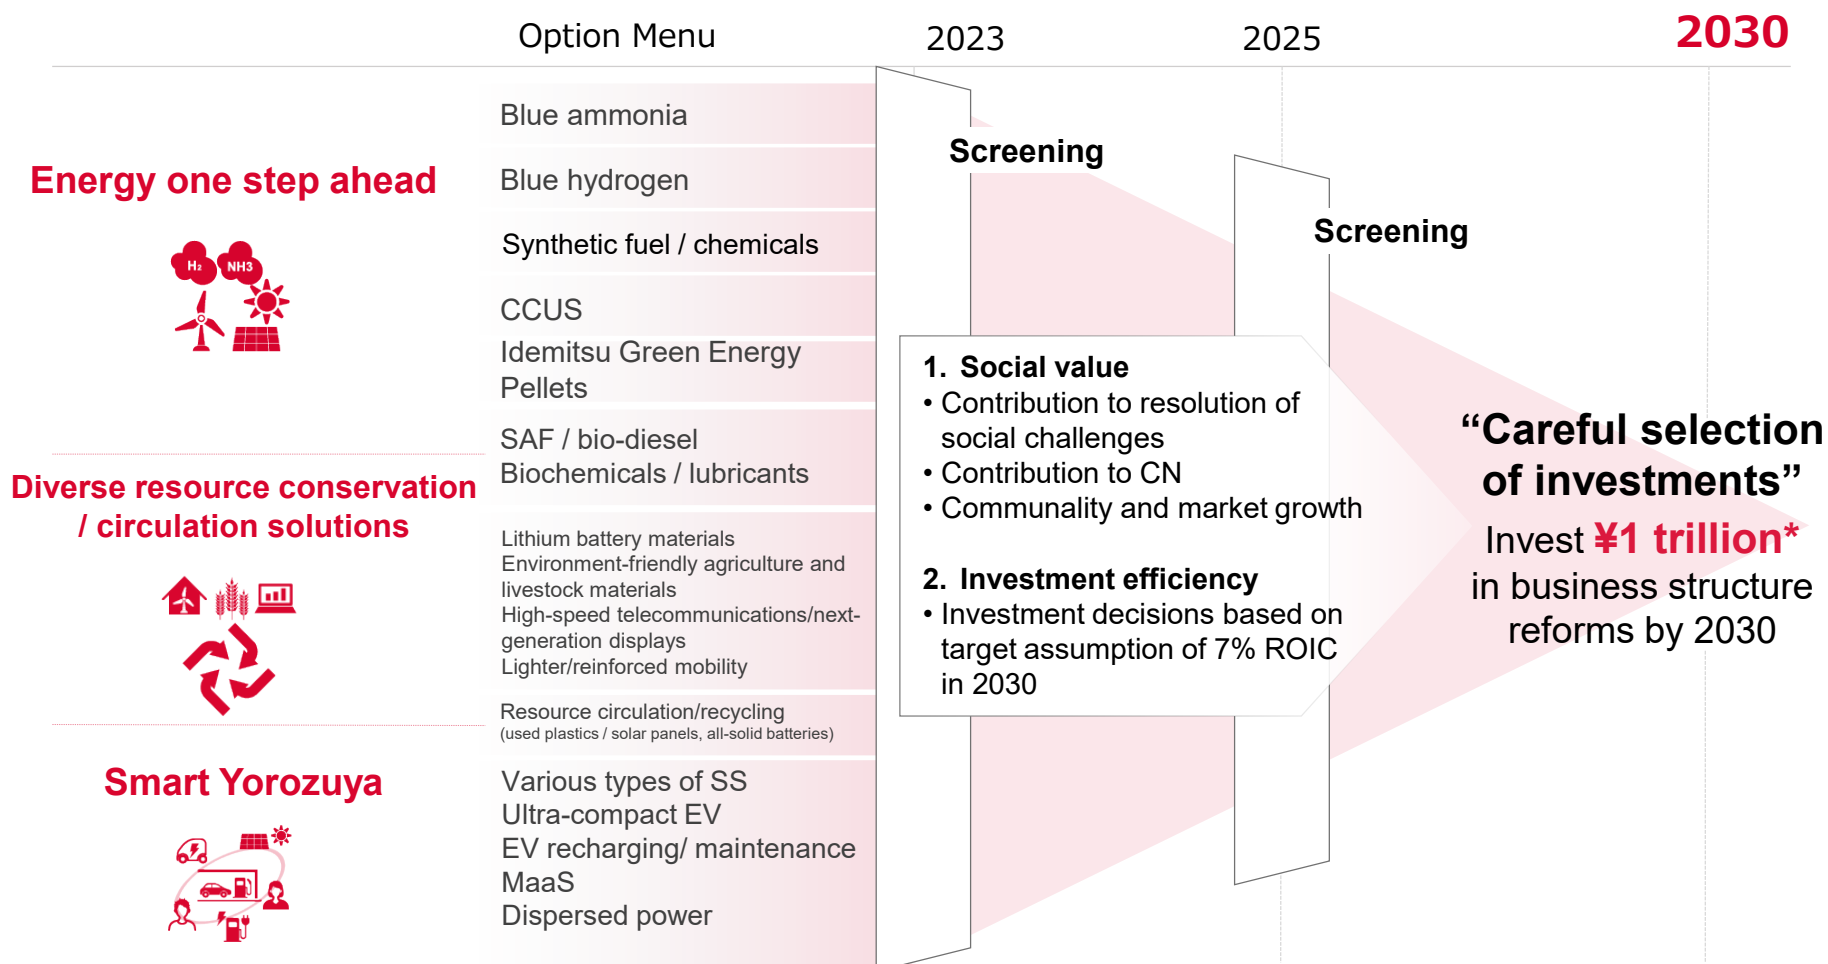 Option Menu
2023
2025
2030
Energy one step ahead
H₂
NH3
Blue ammonia
Blue hydrogen
Synthetic fuel / chemicals
CCUS
Idemitsu Green Energy
Pellets
SAF / bio-diesel
Biochemicals / lubricants
Diverse resource conservation
/ circulation solutions
Lithium battery materials
Environment-friendly agriculture and
livestock materials
High-speed telecommunications/next-
generation displays
Lighter/reinforced mobility
Resource circulation/recycling
(used plastics / solar panels, all-solid batteries)
Smart Yorozuya
Various types of SS
Ultra-compact EV
EV recharging/ maintenance
MaaS
Dispersed power
Screening
Screening
1. Social value
• Contribution to resolution of
social challenges
• Contribution to CN
• Communality and market growth
2. Investment efficiency
• Investment decisions based on
target assumption of 7% ROIC
in 2030
“Careful selection
of investments”
Invest ¥1 trillion*
in business structure
reforms by 2030